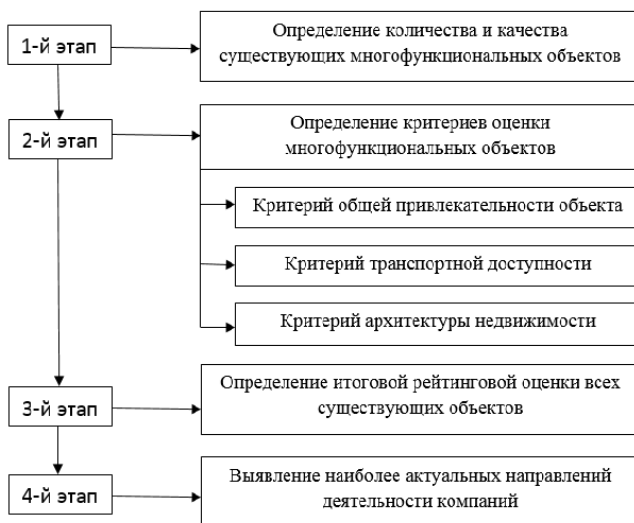 1-й этап
Определение количества и качества
существующих многофункциональных объектов
2-й этап
Определение критериев оценки
многофункциональных объектов
Критерий общей привлекательности объекта
Критерий транспортной доступности
Критерий архитектуры недвижимости
3-й этап
Определение итоговой рейтинговой оценки всех
существующих объектов
4-й этап
Выявление наиболее актуальных направлений
деятельности компаний